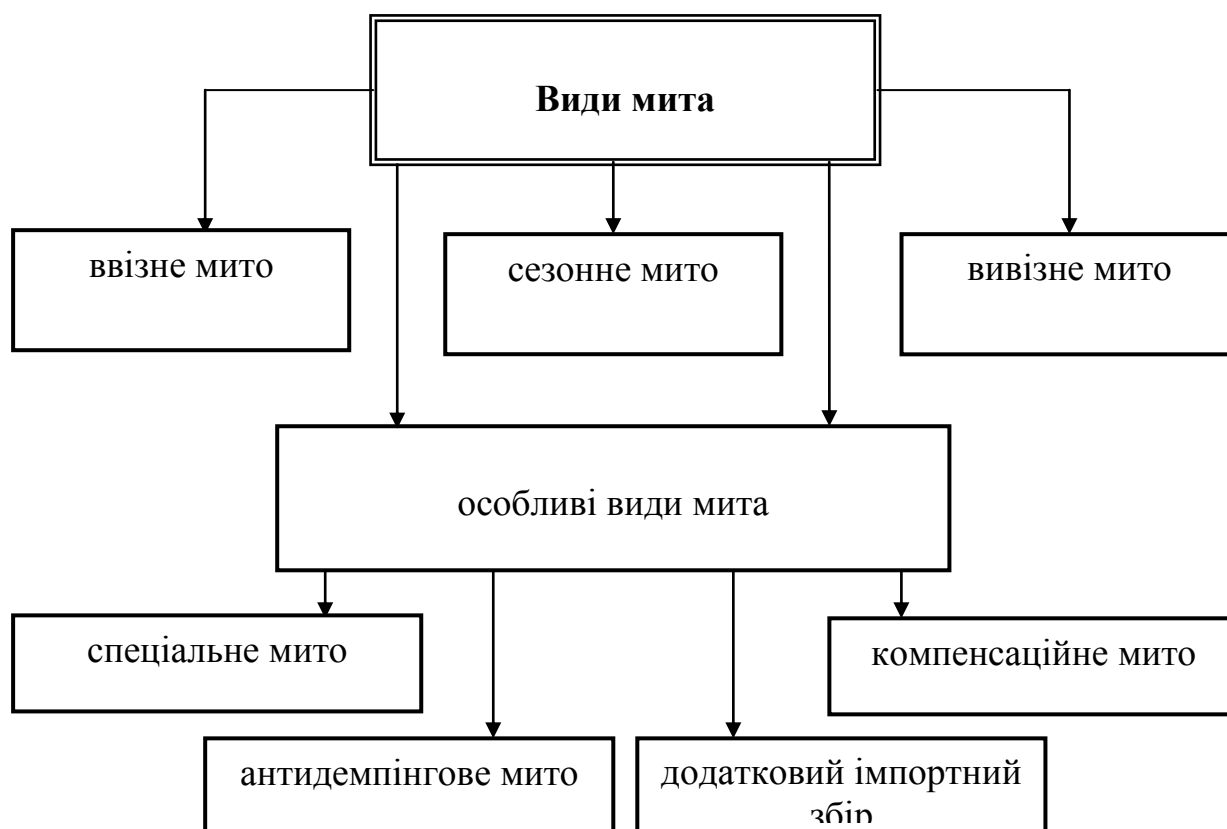 Види мита
ввізне мито
сезонне мито
вивізне мито
особливі види мита
спеціальне мито
компенсаційне мито
антидемпінгове мито
додатковий імпортний
збір